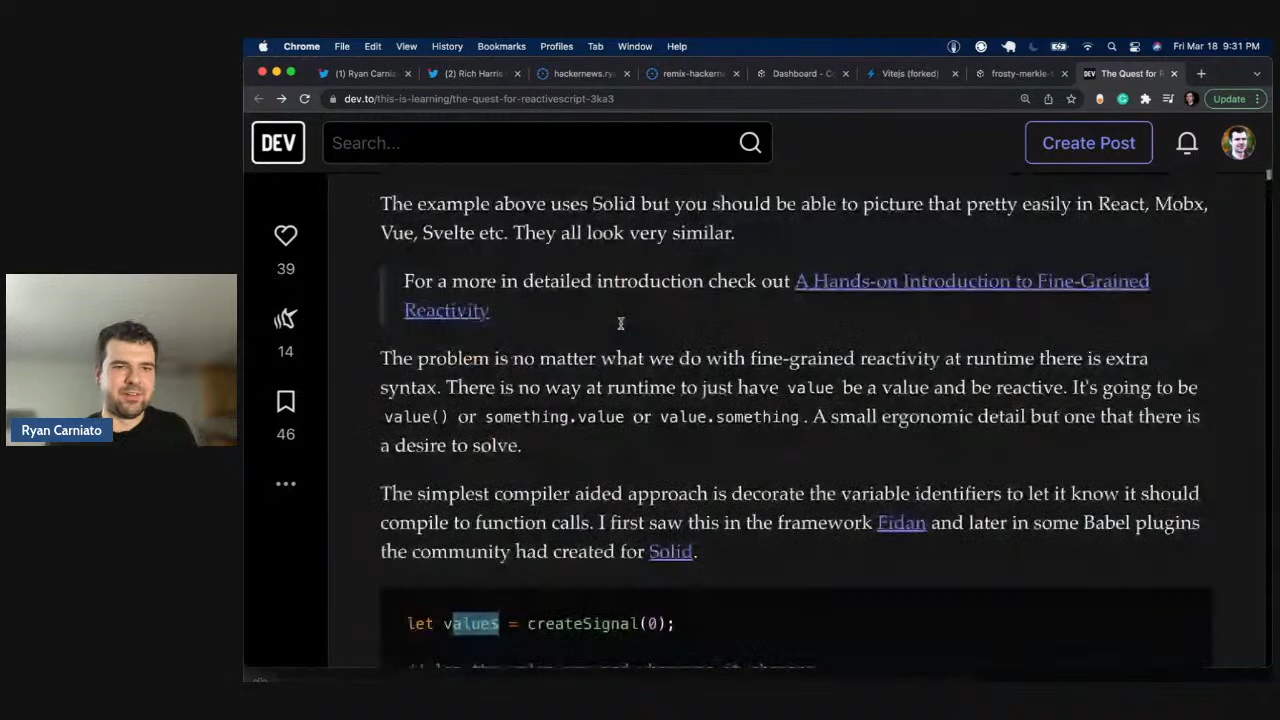 Chrome File Edit View History Bookmarks Profiles Tab Window Help Fri Mar 18 9:31 PM
(1) Ryan Carnia (2) Rich Harris hackernews.ry remix-hackern Dashboard - Co Vitejs (forked) frosty-merkle-t DEV The Quest for R
dev.to/this-is-learning/the-quest-for-reactivescript-3ka3 Update
DEV Search... Create Post
The example above uses Solid but you should be able to picture that pretty easily in React, Mobx,
Vue, Svelte etc. They all look very similar.
39
For a more in detailed introduction check out A Hands-on Introduction to Fine-Grained
Reactivity
14
The problem is no matter what we do with fine-grained reactivity at runtime there is extra
syntax. There is no way at runtime to just have value be a value and be reactive. It's going to be
value() or something.value or value.something. A small ergonomic detail but one that there is
a desire to solve.
46
The simplest compiler aided approach is decorate the variable identifiers to let it know it should
compile to function calls. I first saw this in the framework Fidan and later in some Babel plugins
the community had created for Solid.
let values = createSignal(0);
Ryan Carniato